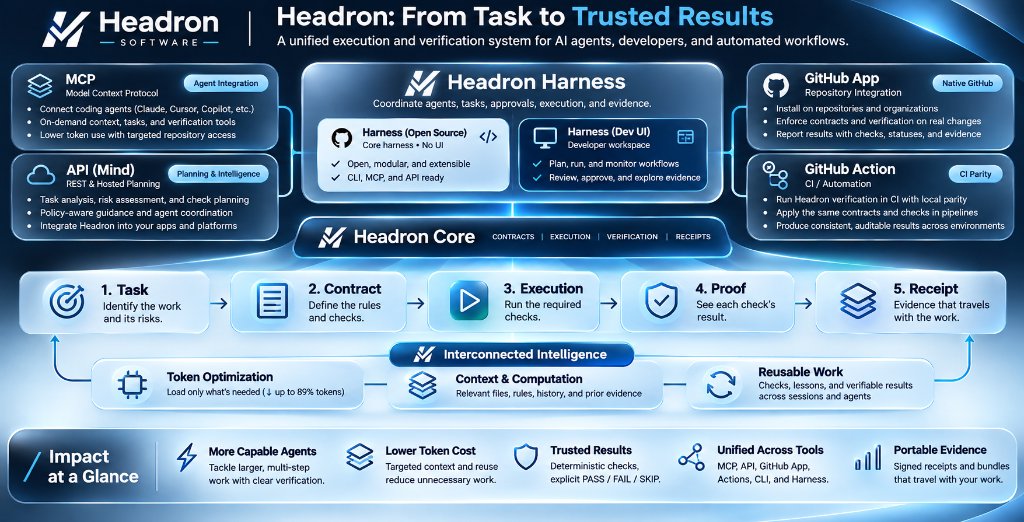 Headron
SOFTWARE
Headron: From Task to Trusted Results
A unified execution and verification system for AI agents, developers, and automated workflows.
MCP
Model Context Protocol
Agent Integration
• Connect coding agents (Claude, Cursor, Copilot, etc.)
• On-demand context, tasks, and verification tools
• Lower token use with targeted repository access
API (Mind)
REST & Hosted Planning
Planning & Intelligence
• Task analysis, risk assessment, and check planning
• Policy-aware guidance and agent coordination
• Integrate Headron into your apps and platforms
Headron Harness
Coordinate agents, tasks, approvals, execution, and evidence.
Harness (Open Source)
Core harness • No UI
</>
✓ Open, modular, and extensible
✓ CLI, MCP, and API ready
Harness (Dev UI)
Developer workspace
✓ Plan, run, and monitor workflows
✓ Review, approve, and explore evidence
GitHub App
Repository Integration
Native GitHub
• Install on repositories and organizations
• Enforce contracts and verification on real changes
• Report results with checks, statuses, and evidence
GitHub Action
CI / Automation
CI Parity
• Run Headron verification in CI with local parity
• Apply the same contracts and checks in pipelines
• Produce consistent, auditable results across environments
Headron Core
CONTRACTS | EXECUTION | VERIFICATION | RECEIPTS
1. Task
Identify the work
and its risks.
2. Contract
Define the rules
and checks.
3. Execution
Run the required
checks.
4. Proof
See each check's
result.
5. Receipt
Evidence that travels
with the work.
Interconnected Intelligence
Token Optimization
Load only what's needed (↓ up to 89% tokens)
Context & Computation
Relevant files, rules, history, and prior evidence
Reusable Work
Checks, lessons, and verifiable results
across sessions and agents
Impact
at a Glance
More Capable Agents
Tackle larger, multi-step
work with clear verification.
Lower Token Cost
Targeted context and reuse
reduce unnecessary work.
Trusted Results
Deterministic checks,
explicit PASS / FAIL / SKIP.
Unified Across Tools
MCP, API, GitHub App,
Actions, CLI, and Harness.
Portable Evidence
Signed receipts and bundles
that travel with your work.